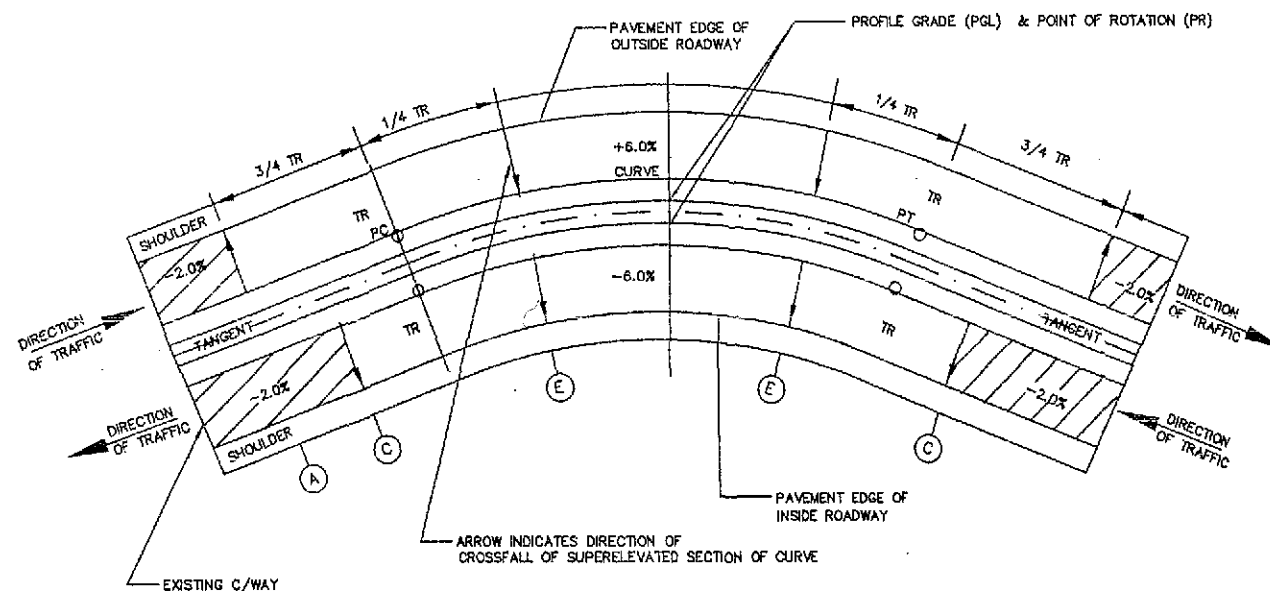 PAVEMENT EDGE OF
OUTSIDE ROADWAY
PROFILE GRADE (PGL) & POINT OF ROTATION (PR)
1/4 TR
1/4 TR
3/4 TR
3/4 TR
+6.0%
CURVE
TR
TR
PC
PT
SHOULDER
-2.0%
-2.0%
-6.0%
DIRECTION
OF TRAFFIC
DIRECTION
OF TRAFFIC
TANGENT
TANGENT
TR
TR
-2.0%
-2.0%
E
E
DIRECTION
OF TRAFFIC
DIRECTION
OF TRAFFIC
SHOULDER
C
C
A
PAVEMENT EDGE OF
INSIDE ROADWAY
ARROW INDICATES DIRECTION OF
CROSSFALL OF SUPERELEVATED SECTION OF CURVE
EXISTING C/WAY